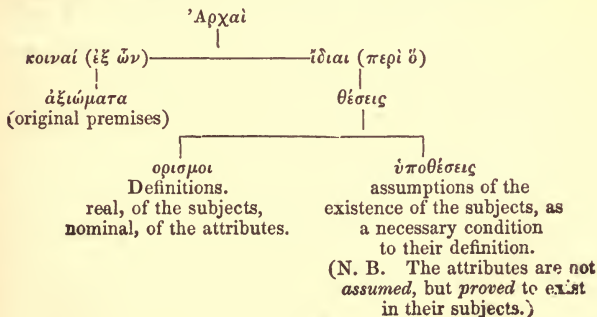 'Αρχαὶ
κοιναί (ἐξ ὧν) ἴδιαι (περὶ ὅ)
ἀξιώματα θέσεις
(original premises)
ορισμοι ὑποθέσεις
Definitions. assumptions of the
real, of the subjects, existence of the subjects, as
nominal, of the attributes. a necessary condition
to their definition.
(N. B. The attributes are not
assumed, but proved to exist
in their subjects.)